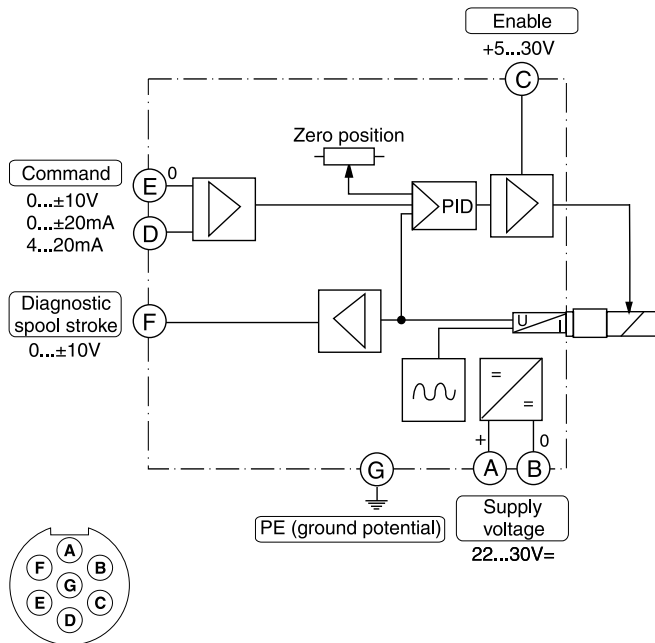 Enable
+5...30V
C
Zero position
Command
E 0
0...±10V
0...±20mA
D
4...20mA
PID
Diagnostic
spool stroke
F
0...±10V
U
I
=
=
+ 0
G A B
PE (ground potential)
Supply
voltage
22...30V=
A
F B
G
E C
D